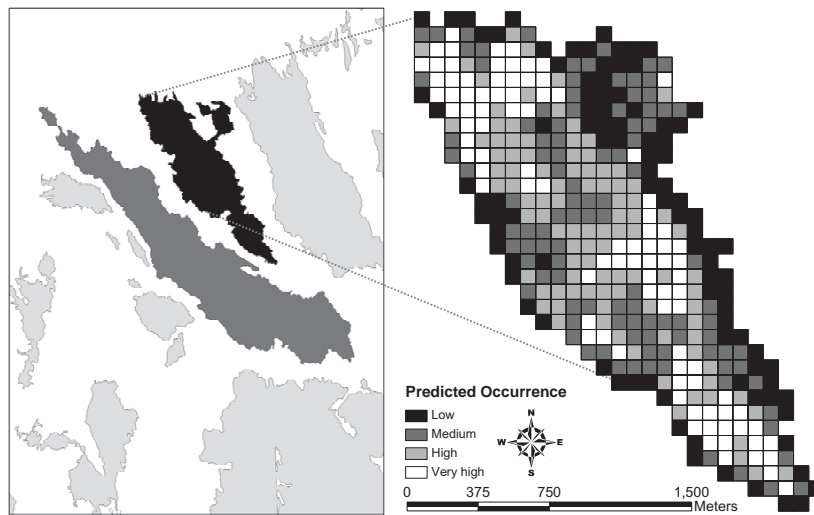 Predicted Occurrence
Low
Medium
High
Very high
N
W E
S
0 375 750 1,500
Meters